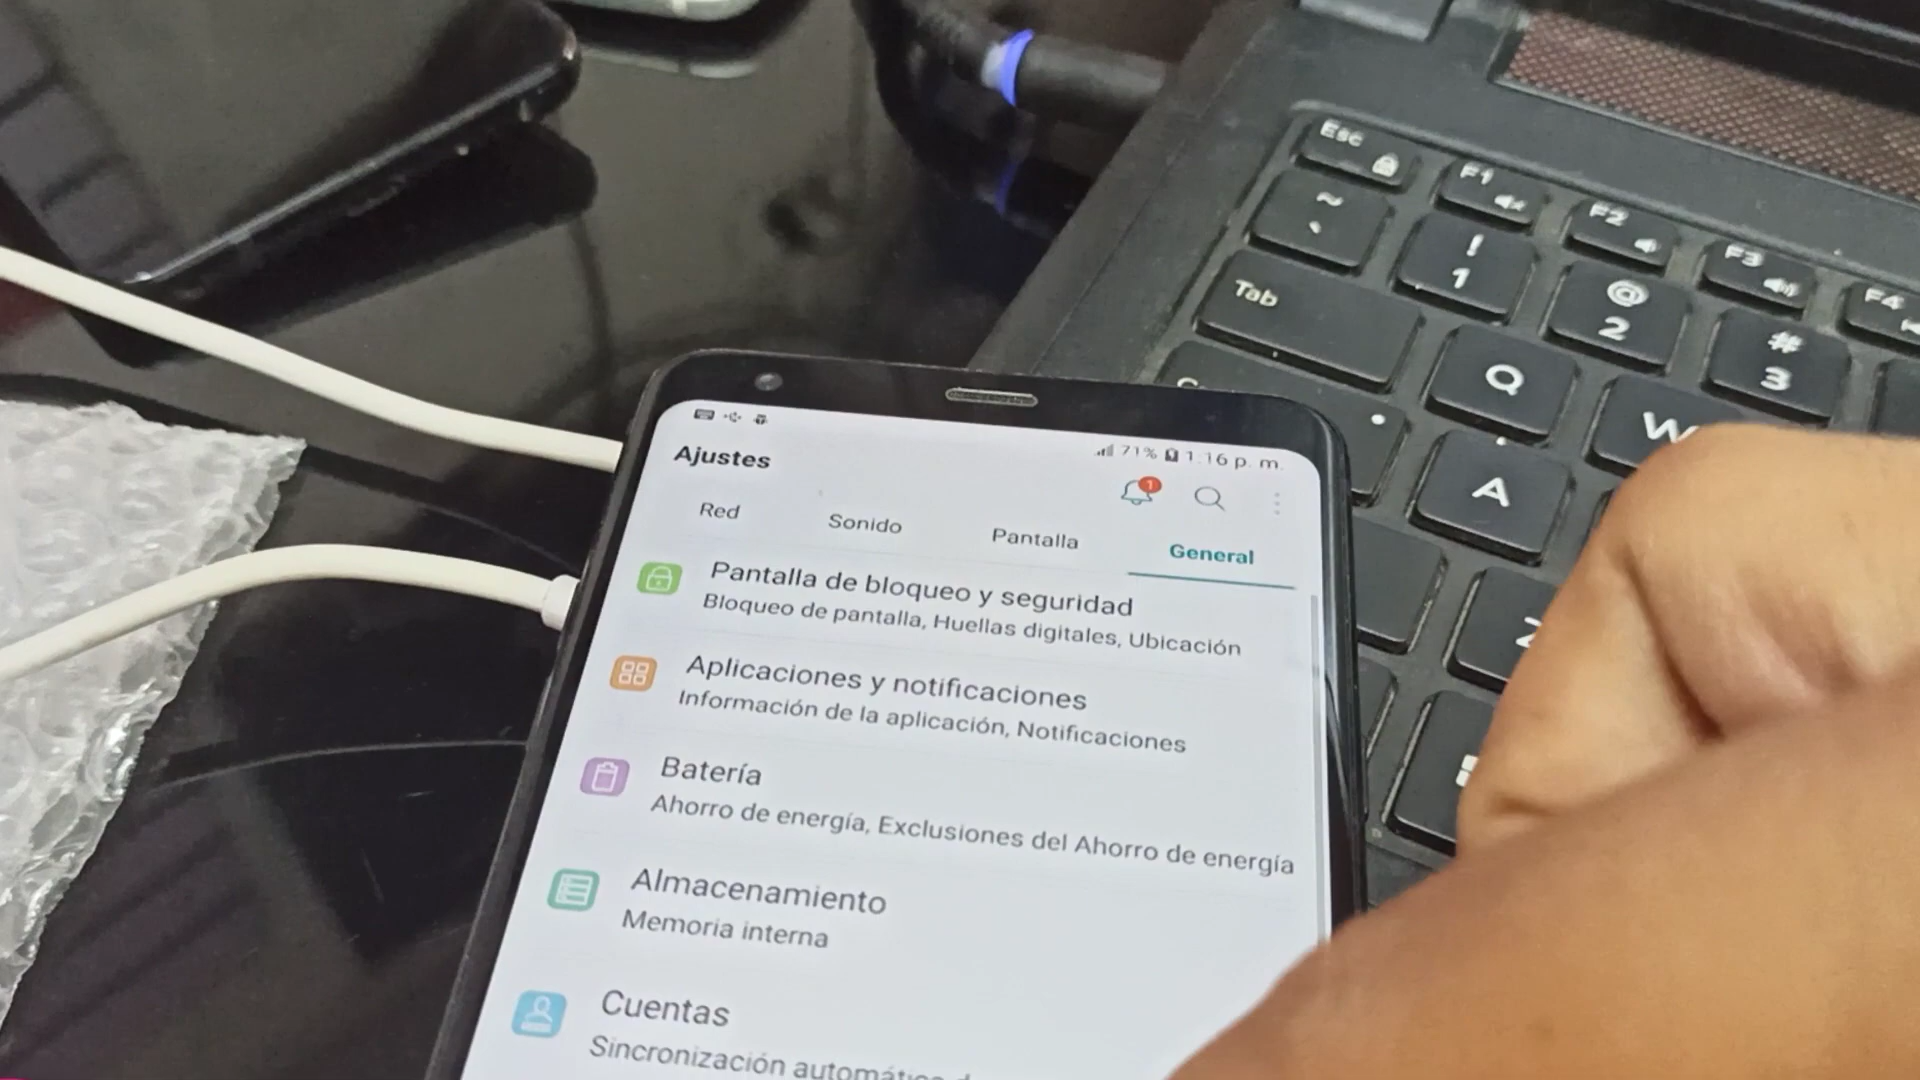 Esc
F1
F2
F3
F4
~
`
!
1
@
2
#
3
Tab
Q
W
A
Z
71% 1:16 p. m.
Ajustes
1
Red
Sonido
Pantalla
General
Pantalla de bloqueo y seguridad
Bloqueo de pantalla, Huellas digitales, Ubicación
Aplicaciones y notificaciones
Información de la aplicación, Notificaciones
Batería
Ahorro de energía, Exclusiones del Ahorro de energía
Almacenamiento
Memoria interna
Cuentas
Sincronización